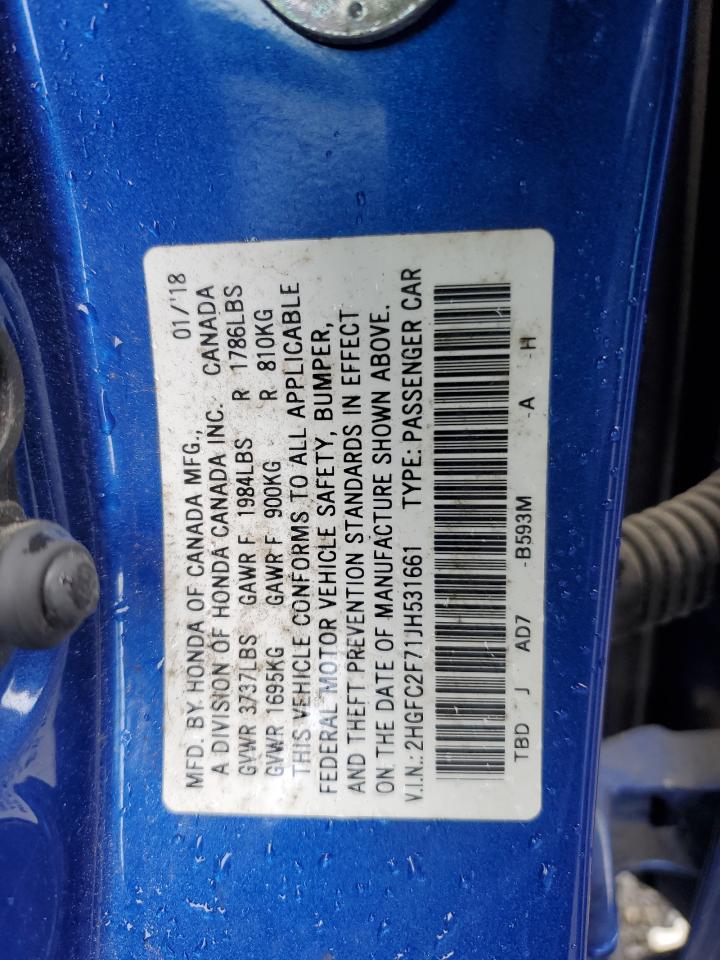 MFD. BY HONDA OF CANADA MFG., 01/'18
A DIVISION OF HONDA CANADA INC. CANADA
GVWR 3737LBS GAWR F 1984LBS R 1786LBS
GVWR 1695KG GAWR F 900KG R 810KG
THIS VEHICLE CONFORMS TO ALL APPLICABLE
FEDERAL MOTOR VEHICLE SAFETY, BUMPER,
AND THEFT PREVENTION STANDARDS IN EFFECT
ON THE DATE OF MANUFACTURE SHOWN ABOVE.
V.I.N.: 2HGFC2F71JH531661 TYPE: PASSENGER CAR
TBD J AD7 -B593M -A -H